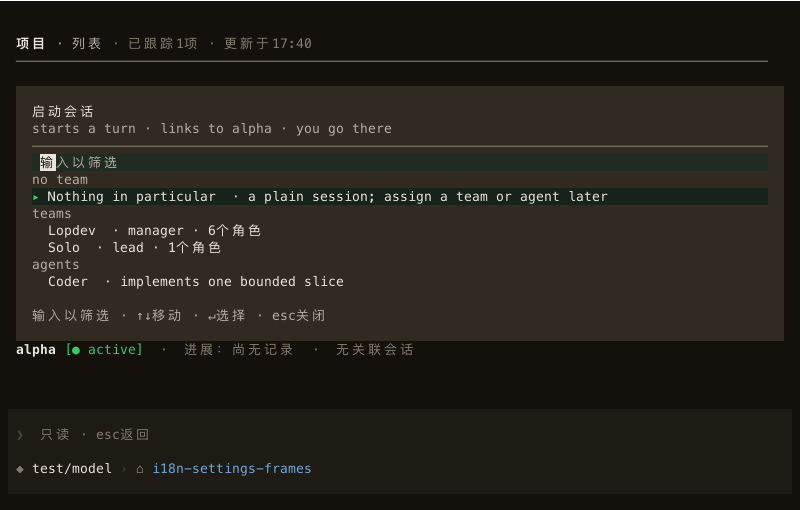 项目 · 列表 · 已跟踪1项 · 更新于17:40
启动会话
starts a turn · links to alpha · you go there
输入以筛选
no team
▸ Nothing in particular · a plain session; assign a team or agent later
teams
Lopdev · manager · 6个角色
Solo · lead · 1个角色
agents
Coder · implements one bounded slice
输入以筛选 · ↑↓移动 · ↵选择 · esc关闭
alpha [● active] · 进展: 尚无记录 · 无关联会话
❯ 只读 · esc返回
◆ test/model › ⌂ i18n-settings-frames